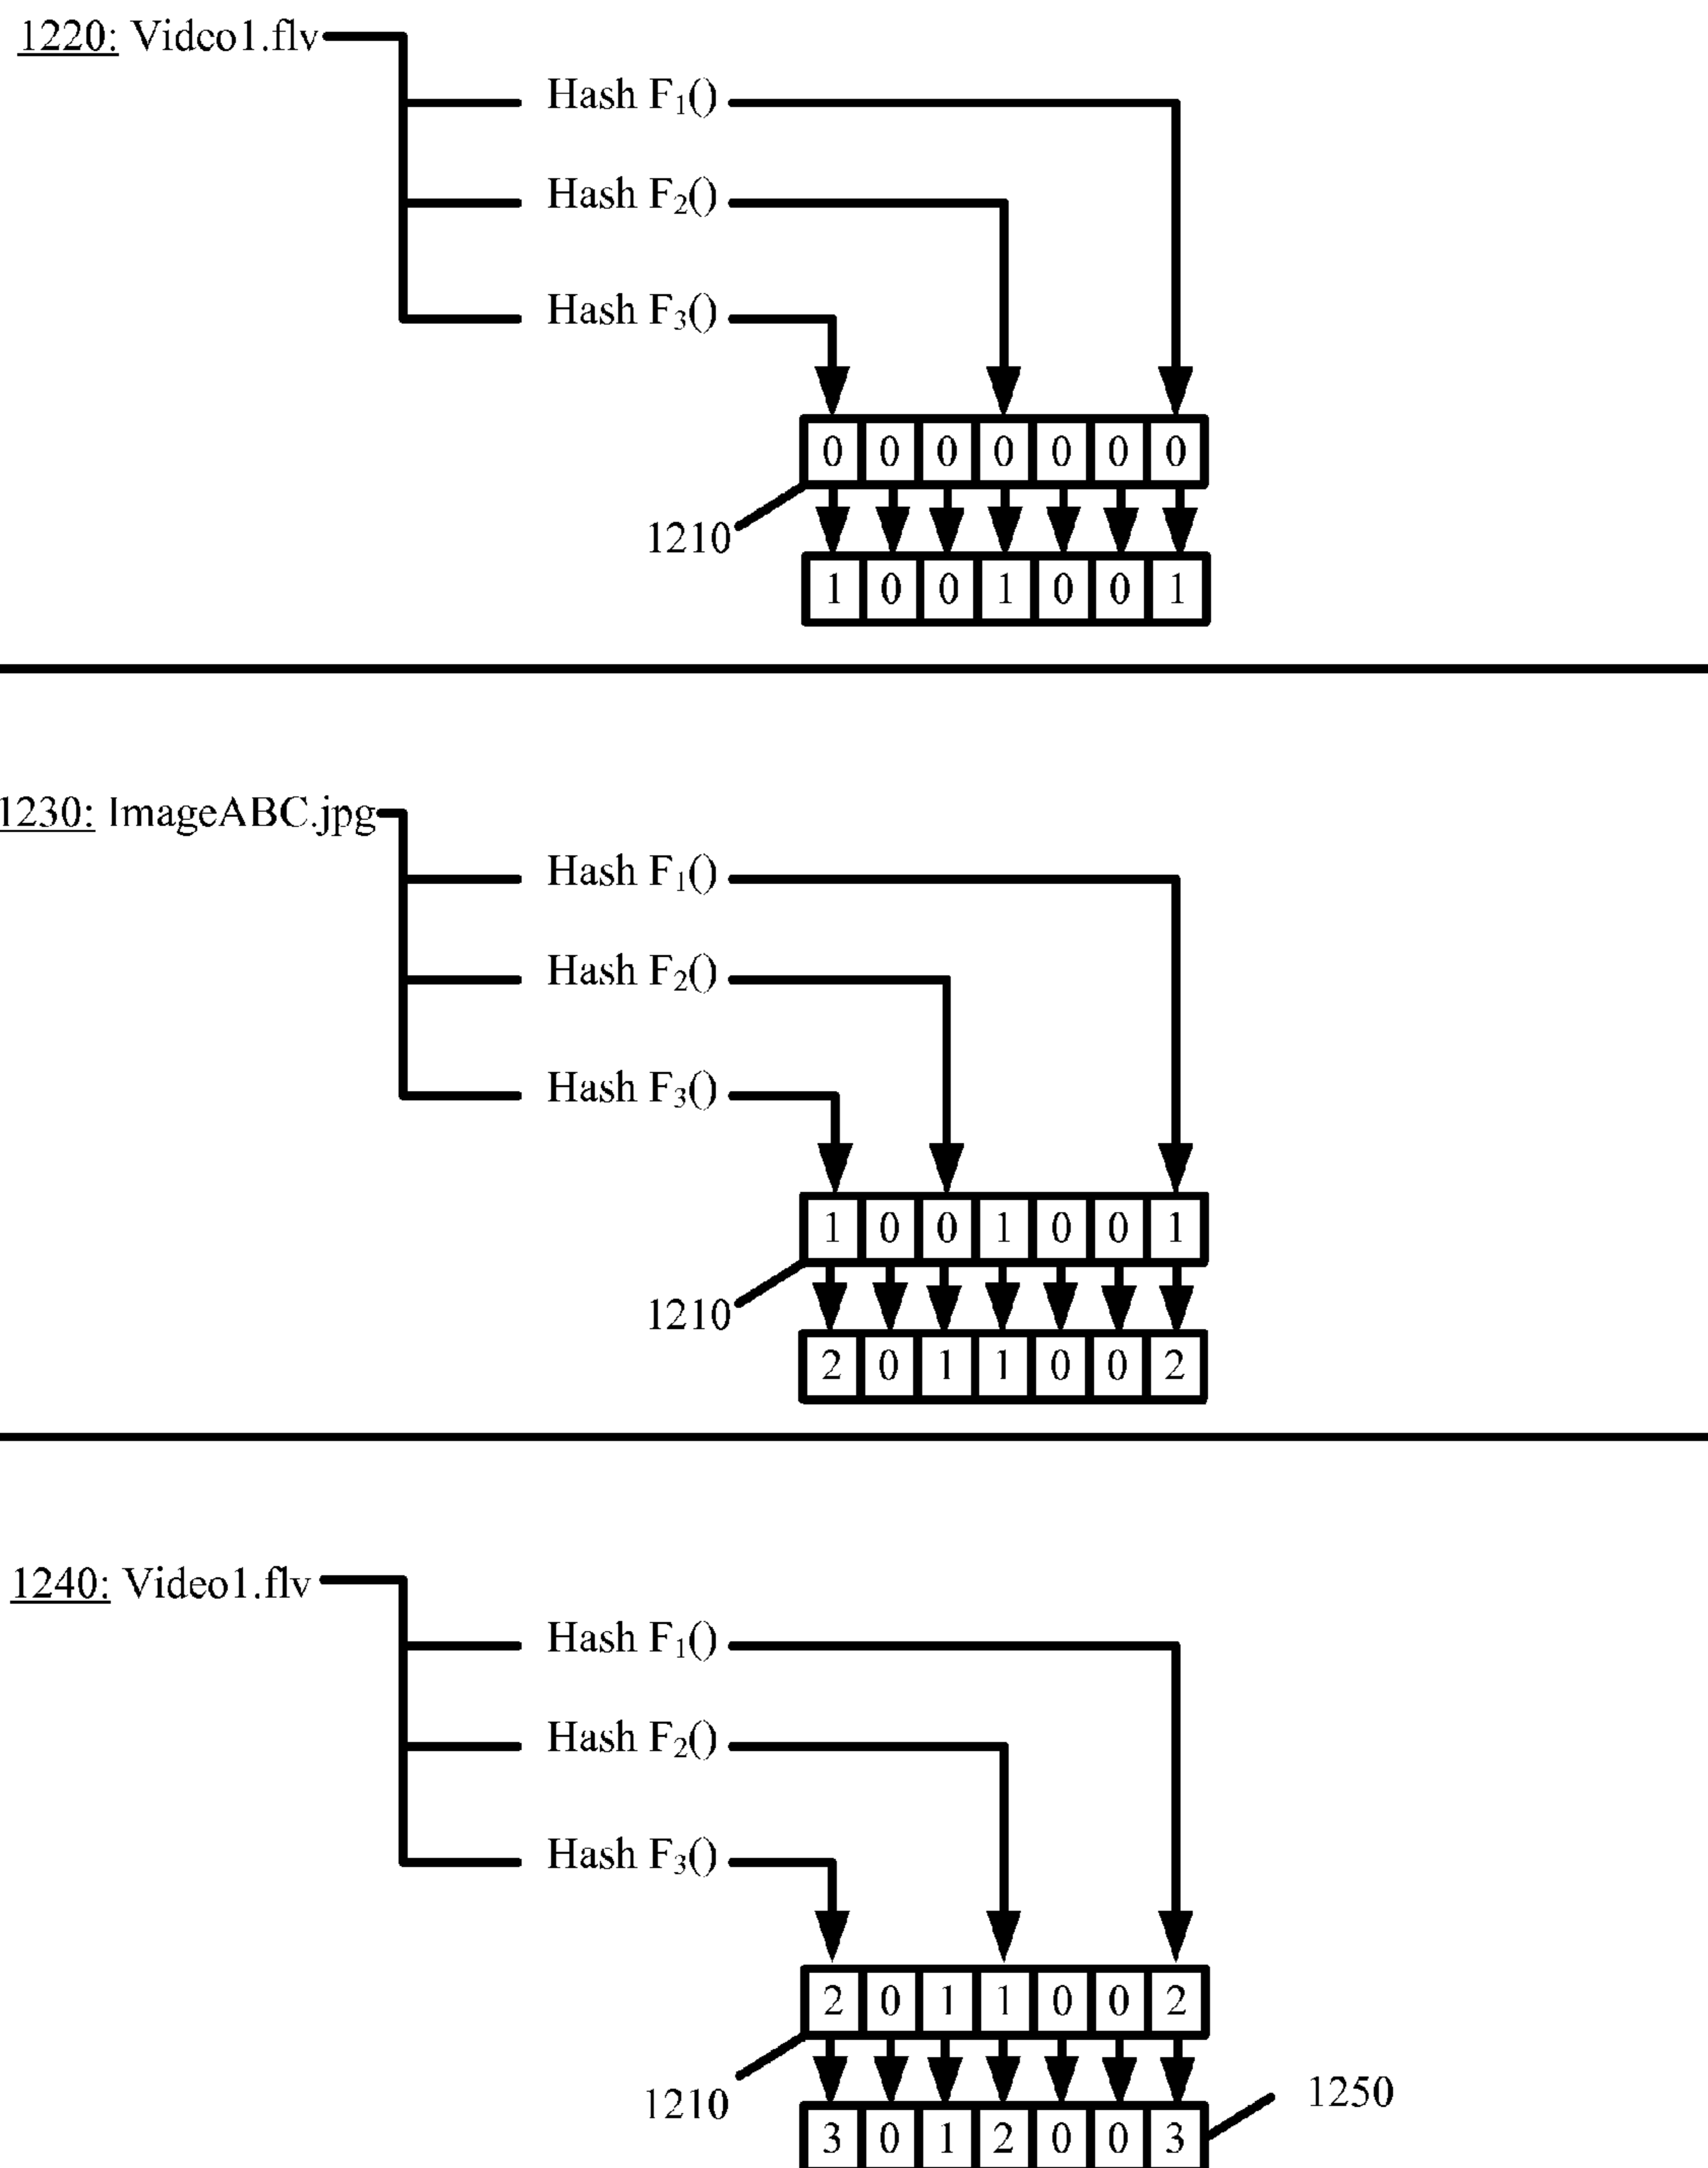 1220: Vidco1.flv
Hash F₁()
Hash F₂()
Hash F₃()
0 0 0 0 0 0 0
1210
1 0 0 1 0 0 1
1230: ImageABC.jpg
Hash F₁()
Hash F₂()
Hash F₃()
1 0 0 1 0 0 1
1210
2 0 1 1 0 0 2
1240: Video1.flv
Hash F₁()
Hash F₂()
Hash F₃()
2 0 1 1 0 0 2
1210
1250
3 0 1 2 0 0 3